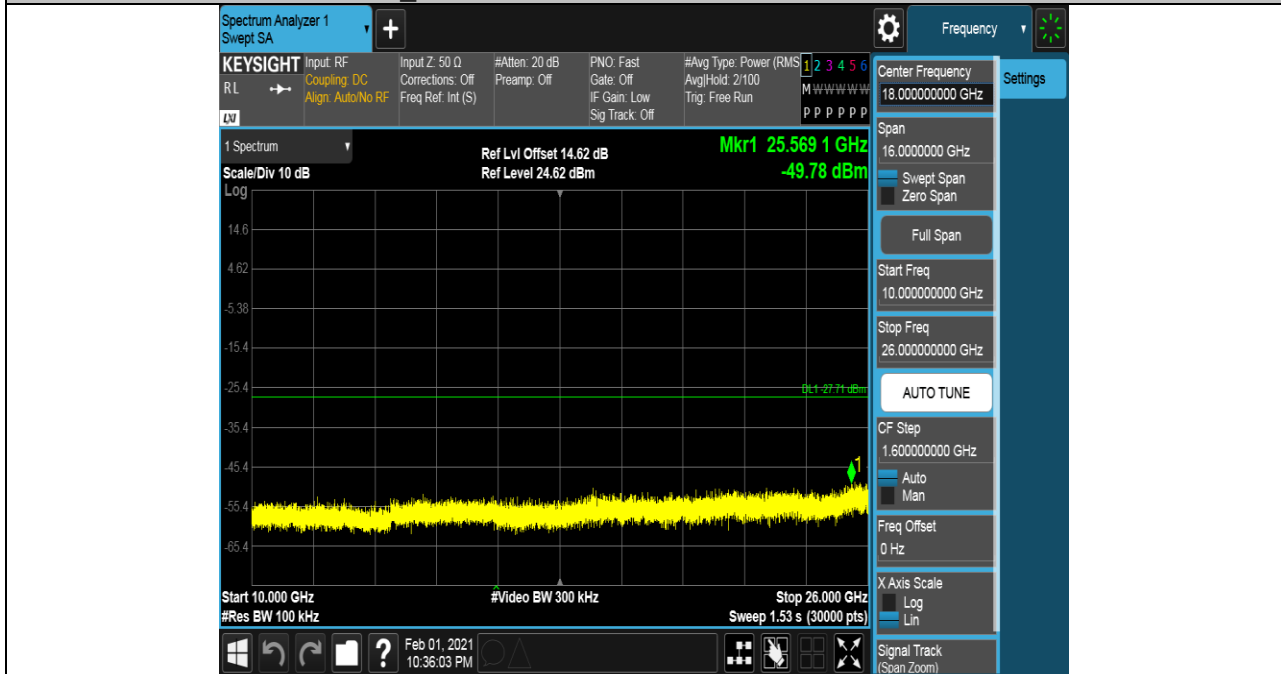 Spectrum Analyzer 1
Swept SA
+
Frequency
KEYSIGHT
RL
LXI
Input: RF
Coupling: DC
Align: Auto/No RF
Input Z: 50 Ω
Corrections: Off
Freq Ref: Int (S)
#Atten: 20 dB
Preamp: Off
PNO: Fast
Gate: Off
IF Gain: Low
Sig Track: Off
#Avg Type: Power (RMS
Avg|Hold: 2/100
Trig: Free Run
1 2 3 4 5 6
M W W W W W
P P P P P P
1 Spectrum
Scale/Div 10 dB
Log
Ref Lvl Offset 14.62 dB
Ref Level 24.62 dBm
Mkr1 25.569 1 GHz
-49.78 dBm
14.6
4.62
-5.38
-15.4
-25.4
DL1 -27.71 dBm
-35.4
-45.4
1
-55.4
-65.4
Start 10.000 GHz
#Res BW 100 kHz
#Video BW 300 kHz
Stop 26.000 GHz
Sweep 1.53 s (30000 pts)
Feb 01, 2021
10:36:03 PM
?
Center Frequency
18.000000000 GHz
Settings
Span
16.0000000 GHz
Swept Span
Zero Span
Full Span
Start Freq
10.000000000 GHz
Stop Freq
26.000000000 GHz
AUTO TUNE
CF Step
1.600000000 GHz
Auto
Man
Freq Offset
0 Hz
X Axis Scale
Log
Lin
Signal Track
(Span Zoom)